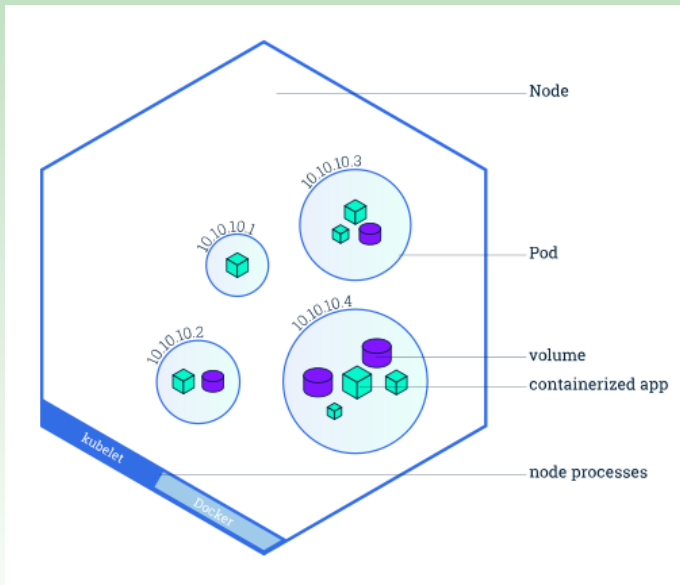 Node
10.10.10.3
10.10.10.1
Pod
10.10.10.4
10.10.10.2
volume
containerized app
kubelet
node processes
Docker